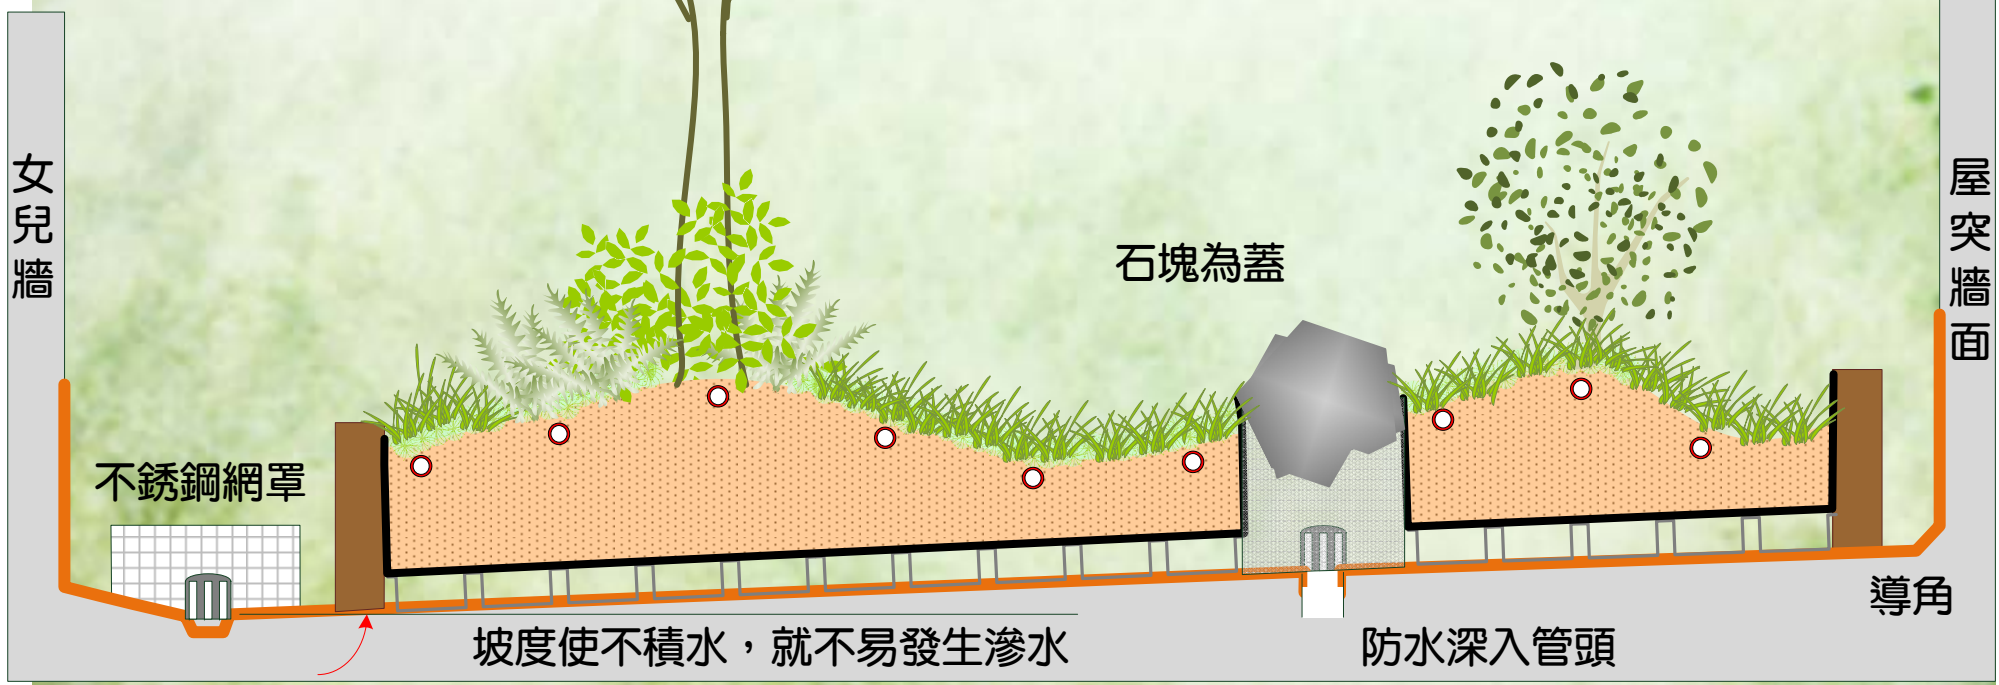 女兒牆
屋突牆面
石塊為蓋
不銹鋼網罩
導角
坡度使不積水，就不易發生滲水
防水深入管頭